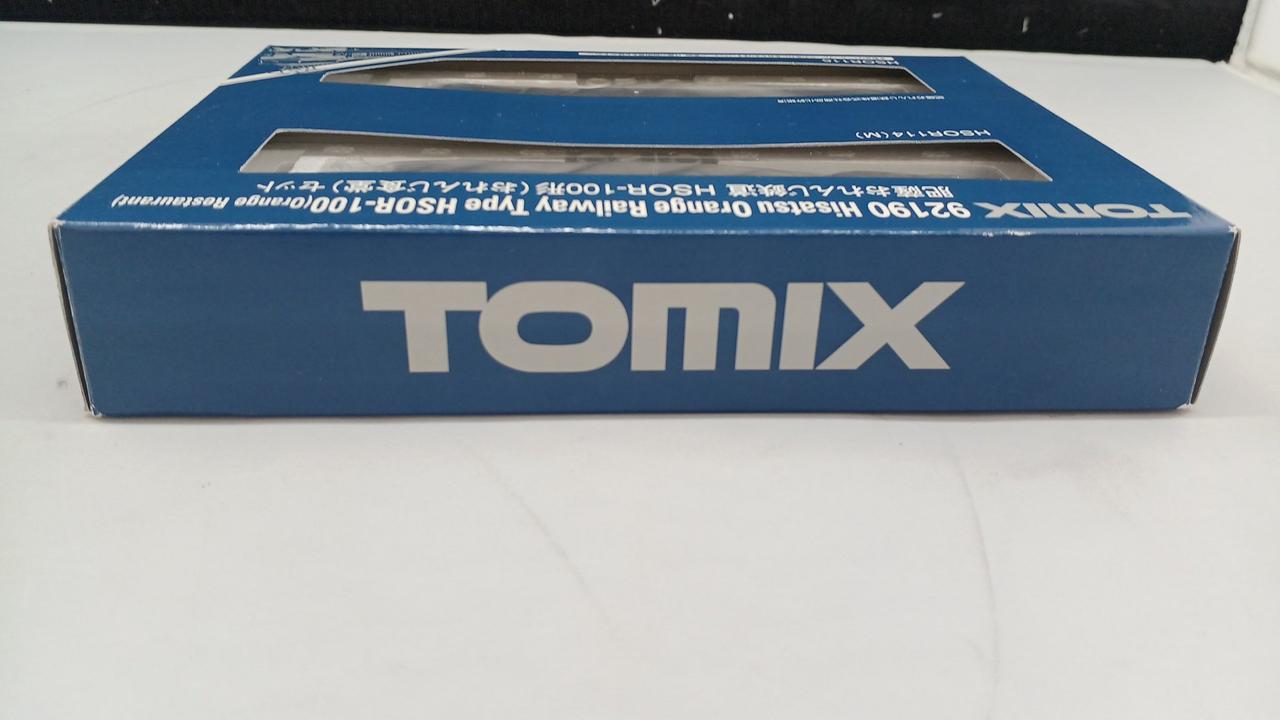 TOMIX
TOMIX 92190 Hisatsu Orange Railway Type HSOR-100(Orange Restaurant)
肥薩おれんじ鉄道 HSOR-100形(おれんじ食堂)セット
HSOR114(M)
HSOR115